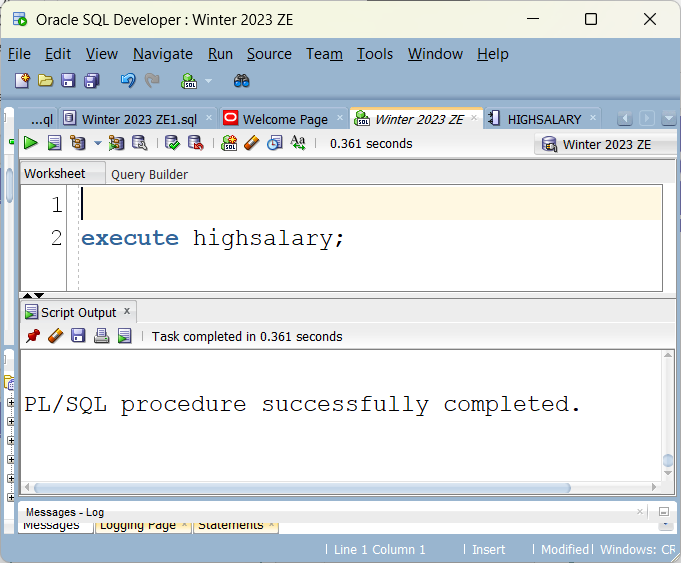 Oracle SQL Developer : Winter 2023 ZE
File Edit View Navigate Run Source Team Tools Window Help
...ql Winter 2023 ZE1.sql Welcome Page Winter 2023 ZE HIGHSALARY
0.361 seconds Winter 2023 ZE
Worksheet Query Builder
1
2 execute highsalary;
Script Output
Task completed in 0.361 seconds
PL/SQL procedure successfully completed.
Messages - Log
Messages Logging Page Statements
Line 1 Column 1 Insert Modified Windows: CR